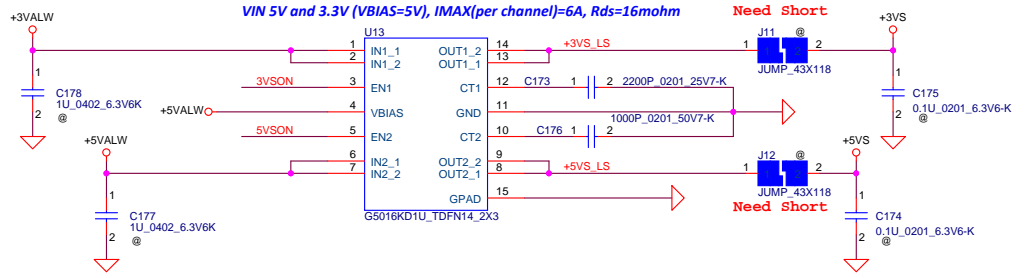 VIN 5V and 3.3V (VBIAS=5V), IMAX(per channel)=6A, Rds=16mohm
Need Short
+3VALW
U13
J11
@
+3VS
1 IN1_1 OUT1_2 14 +3VS_LS 1 1 2 2
2 IN1_2 OUT1_1 13
JUMP_43X118
1
C178
1U_0402_6.3V6K
2
@
3VSON 3 EN1 CT1 12 C173 1 2 2200P_0201_25V7-K
1
C175
0.1U_0201_6.3V6-K
2
@
+5VALW 4 VBIAS GND 11
1000P_0201_50V7-K
5VSON 5 EN2 CT2 10 C176 1 2
+5VALW
6 IN2_1 OUT2_2 9
7 IN2_2 OUT2_1 8 +5VS_LS
J12
@
+5VS
1 1 2 2
JUMP_43X118
Need Short
GPAD 15
G5016KD1U_TDFN14_2X3
1
C177
1U_0402_6.3V6K
2
@
1
C174
0.1U_0201_6.3V6-K
2
@